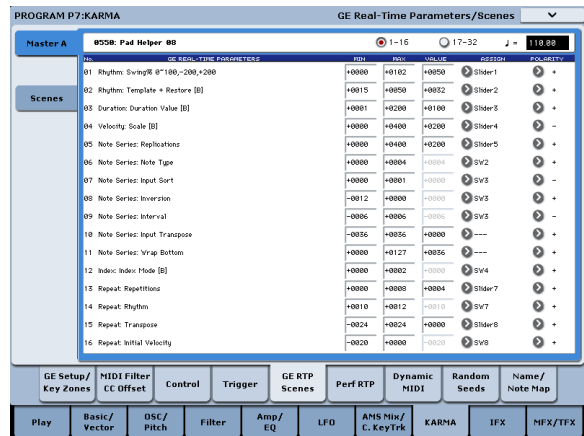 PROGRAM P7:KARMA GE Real-Time Parameters/Scenes
Master A 0550: Pad Helper 08 1-16 17-32 ♩ = 110.00
Scenes
No. GE REAL-TIME PARAMETERS MIN MAX VALUE ASSIGN POLARITY
01 Rhythm: Swing% 0~100,-200,+200 +0000 +0102 +0050 Slider1 +
02 Rhythm: Template + Restore [B] +0015 +0050 +0032 Slider2 +
03 Duration: Duration Value [B] +0001 +0200 +0100 Slider3 +
04 Velocity: Scale [B] +0000 +0400 +0200 Slider4 -
05 Note Series: Replications +0000 +0400 +0200 Slider5 +
06 Note Series: Note Type +0000 +0004 +0004 SW2 +
07 Note Series: Input Sort +0000 +0001 +0000 SW3 -
08 Note Series: Inversion -0012 +0000 +0000 SW3 +
09 Note Series: Interval -0006 +0006 -0006 SW3 -
10 Note Series: Input Transpose -0036 +0036 +0000 --- +
11 Note Series: Wrap Bottom +0000 +0127 +0036 --- +
12 Index: Index Mode [B] +0000 +0002 +0000 SW4 +
13 Repeat: Repetitions +0000 +0008 +0004 Slider7 +
14 Repeat: Rhythm +0010 +0012 +0010 SW7 +
15 Repeat: Transpose -0024 +0024 +0000 Slider8 +
16 Repeat: Initial Velocity -0020 +0000 -0020 SW8 +
GE Setup/ Key Zones
MIDI Filter CC Offset
Control
Trigger
GE RTP Scenes
Perf RTP
Dynamic MIDI
Random Seeds
Name/ Note Map
Play
Basic/ Vector
OSC/ Pitch
Filter
Amp/ EQ
LFO
AMS Mix/ C. KeyTrk
KARMA
IFX
MFX/TFX